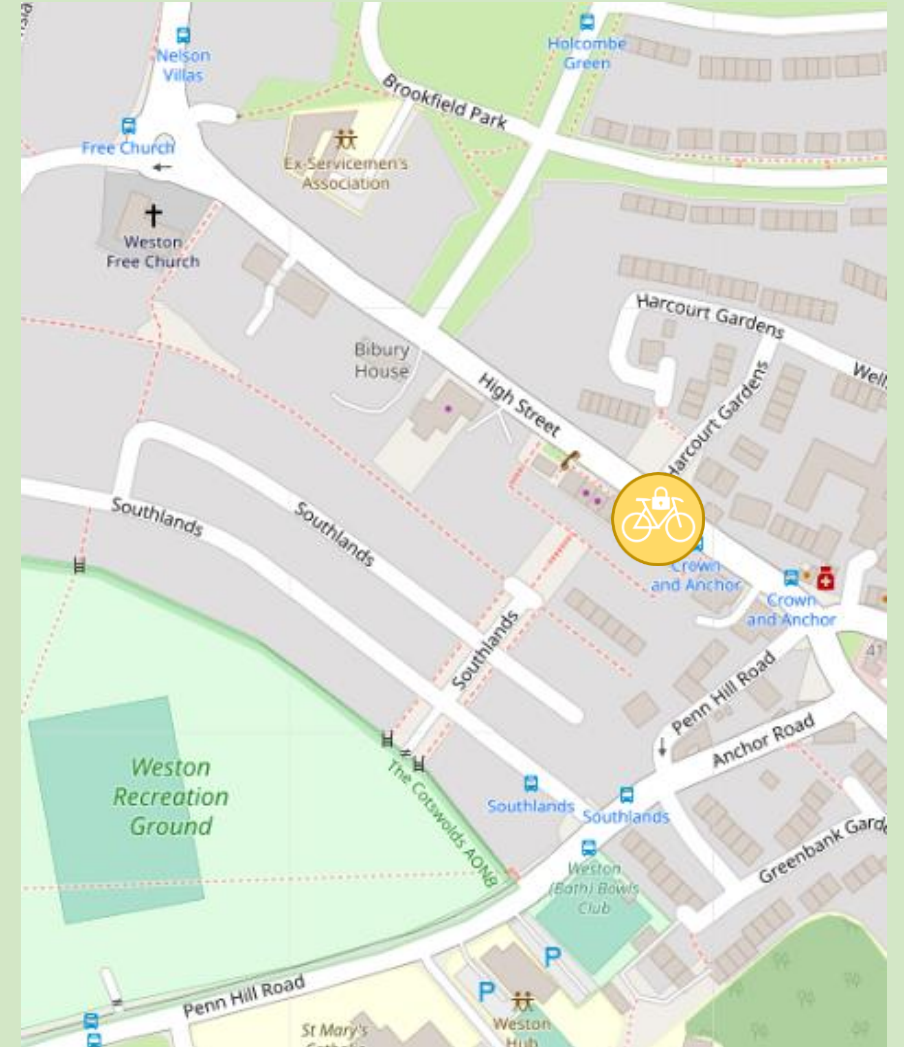 Nelson
Villas
Holcombe
Green
Brookfield Park
Free Church
Ex-Servicemen's
Association
Weston
Free Church
Harcourt Gardens
Bibury
House
High Street
Harcourt Gardens
Southlands
Southlands
Crown
and Anchor
Crown
and Anchor
Southlands
Penn Hill Road
41
Anchor Road
Weston
Recreation
Ground
The Cotswolds AONB
Southlands
Southlands
Weston
(Bath) Bowls
Club
Greenbank Garde
P
P
Penn Hill Road
St Mary's
Weston
Hub